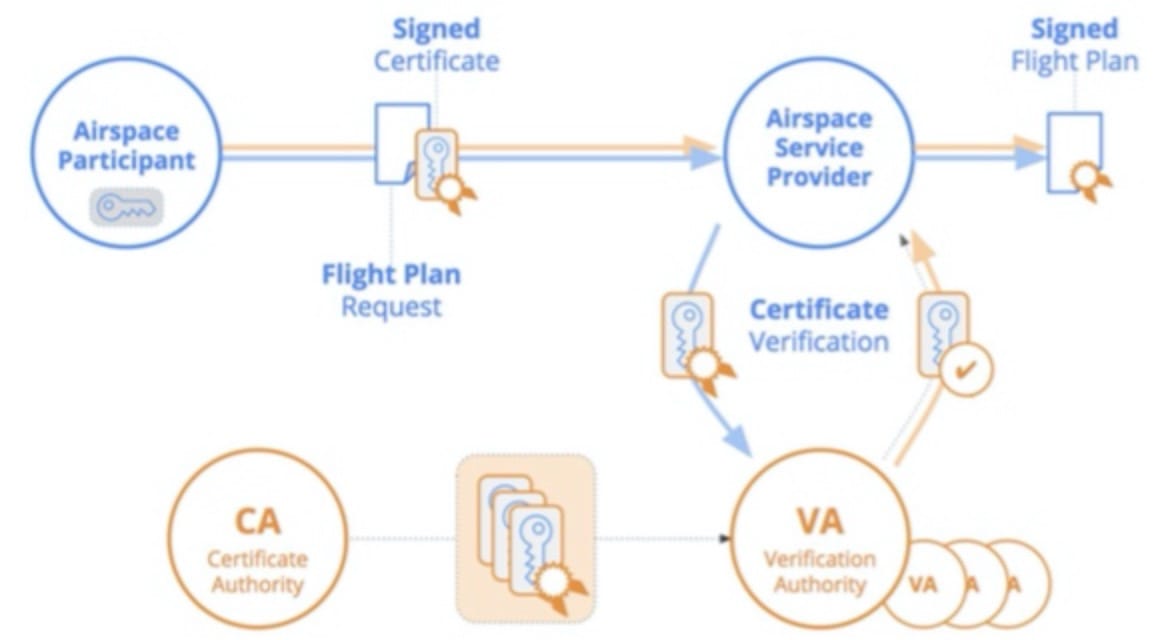 Signed
Certificate
Signed
Flight Plan
Airspace
Participant
Airspace
Service
Provider
Flight Plan
Request
Certificate
Verification
CA
Certificate
Authority
VA
Verification
Authority
VA
A
A